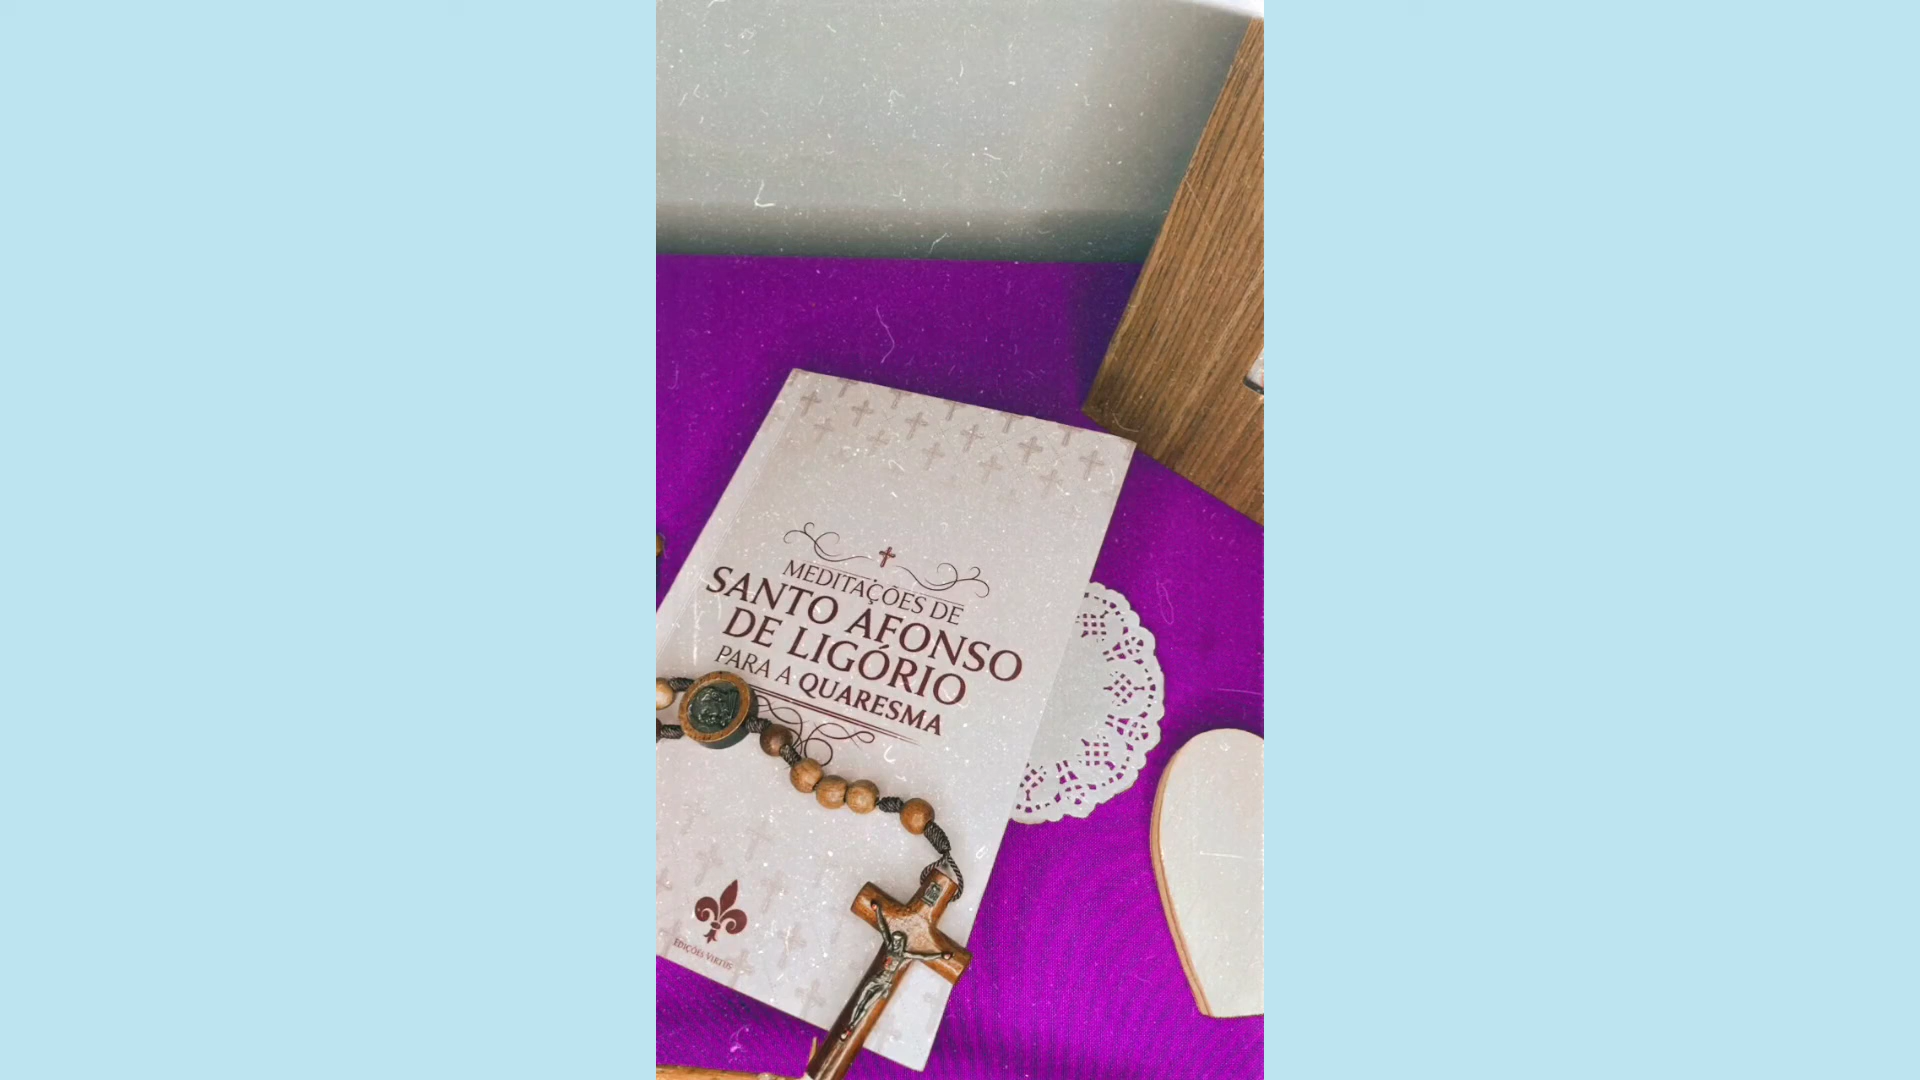 MEDITAÇÕES DE
SANTO AFONSO
DE LIGÓRIO
PARA A QUARESMA
EDIÇÕES VIRTUS